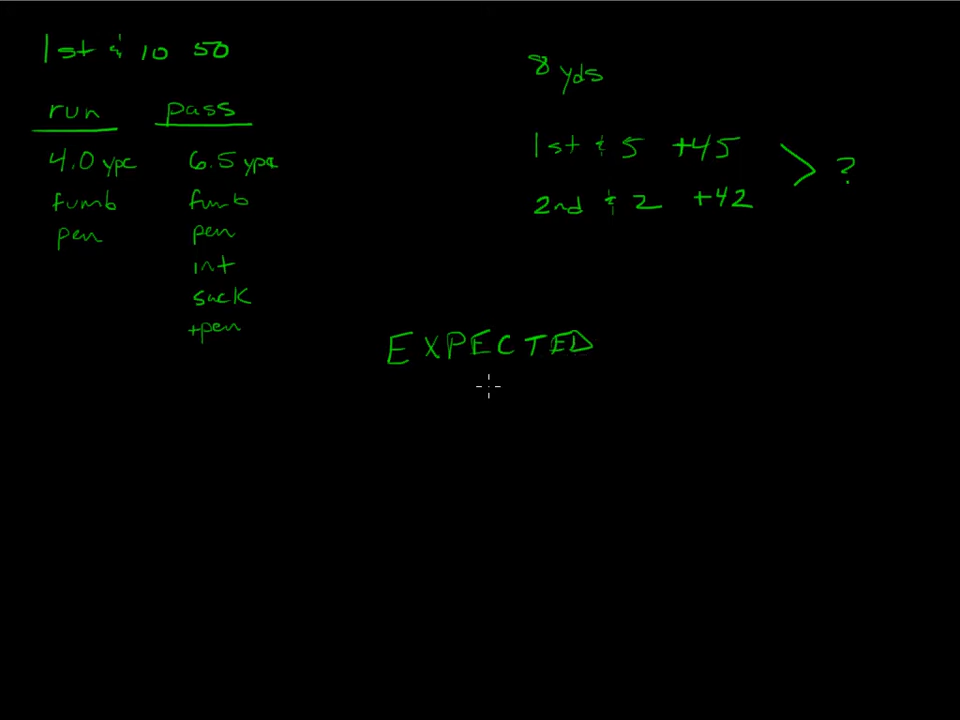 1st & 10 50
run pass
4.0 ypc 6.5 ypa
fumb fumb
pen pen
int
sack
+pen
8 yds
1st & 5 +45
2nd & 2 +42
> ?
EXPECTED